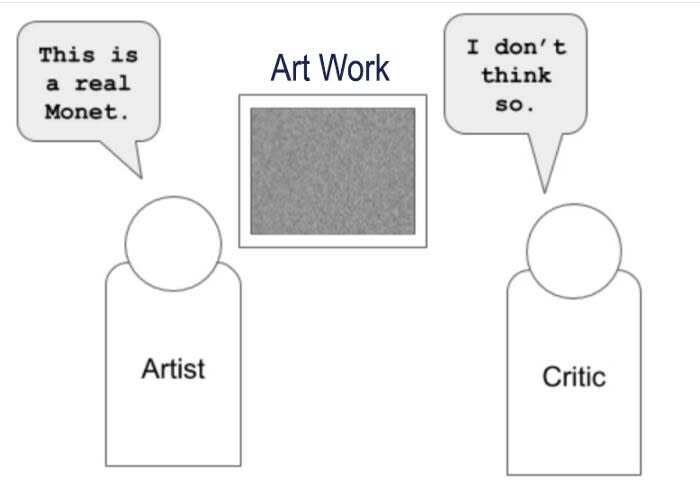 This is
a real
Monet.
Art Work
I don't
think
so.
Artist
Critic